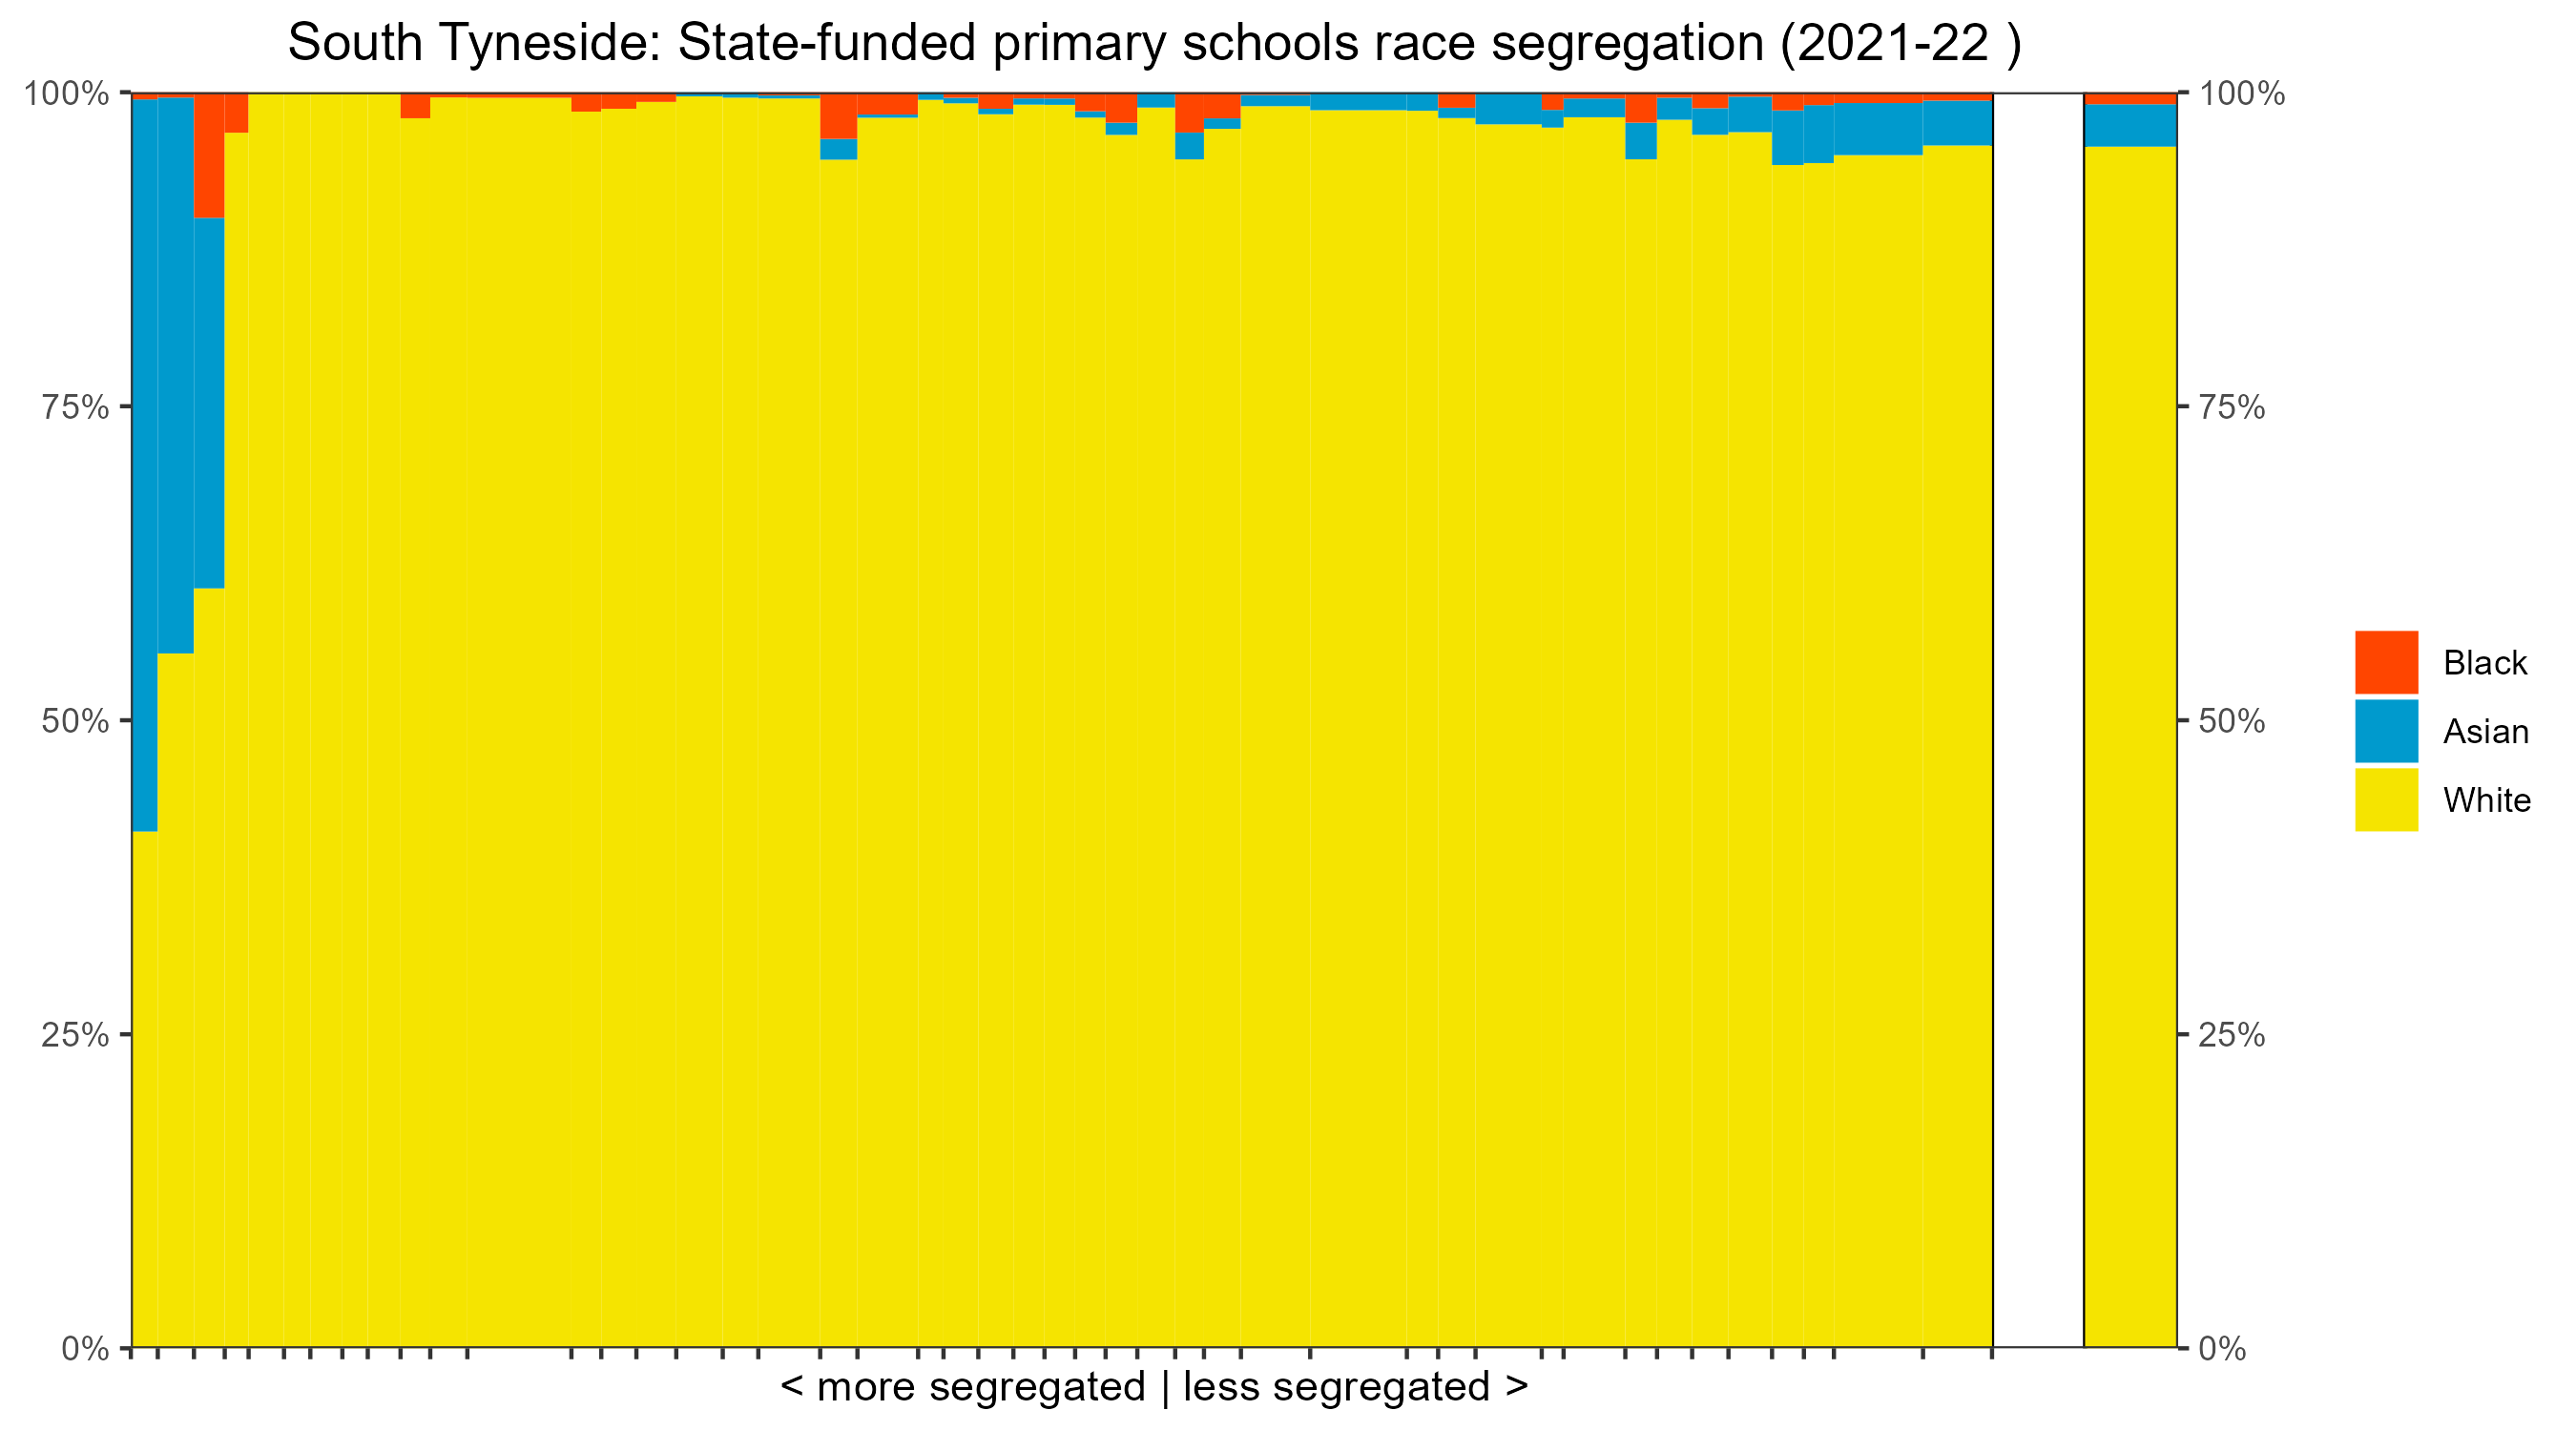 South Tyneside: State-funded primary schools race segregation (2021-22 )
100%
75%
50%
25%
0%
100%
75%
50%
25%
0%
Black
Asian
White
< more segregated | less segregated >